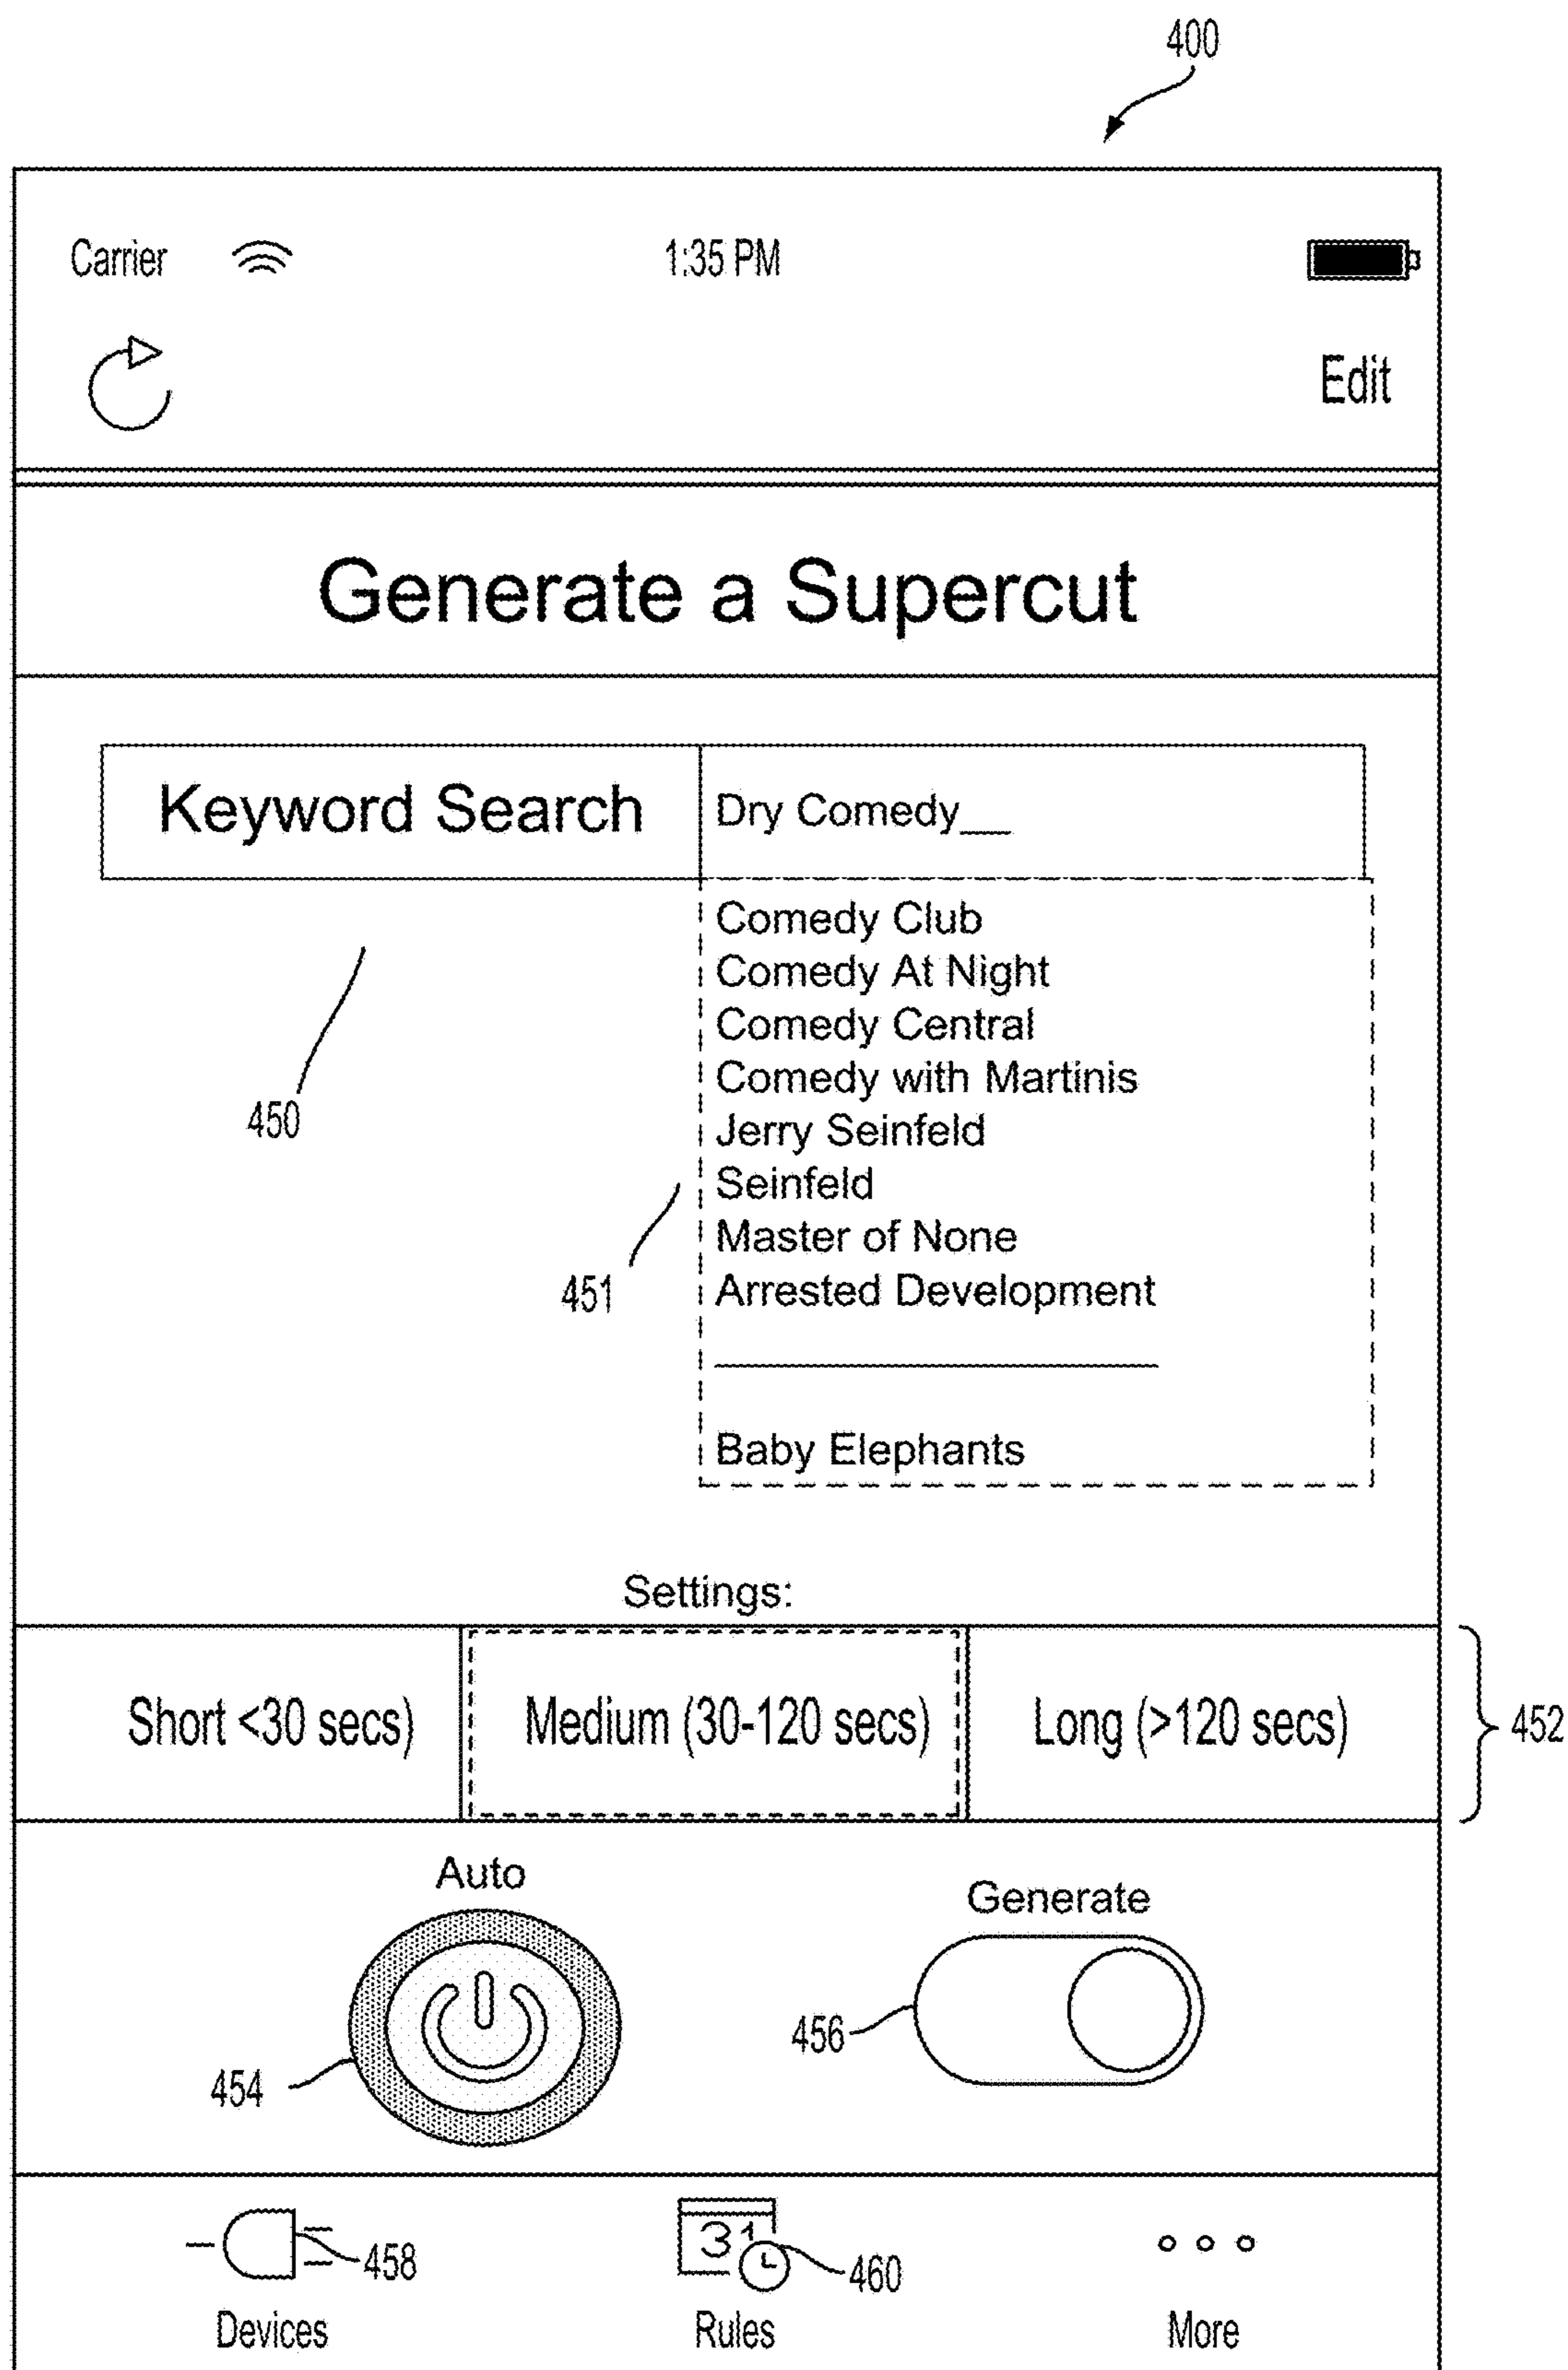 400
Carrier 1:35 PM
Edit
Generate a Supercut
Keyword Search Dry Comedy__
Comedy Club
Comedy At Night
Comedy Central
Comedy with Martinis
450 Jerry Seinfeld
Seinfeld
Master of None
451 Arrested Development
Baby Elephants
Settings:
Short <30 secs) Medium (30-120 secs) Long (>120 secs) 452
Auto Generate
456
454
31 458 460
Devices Rules More